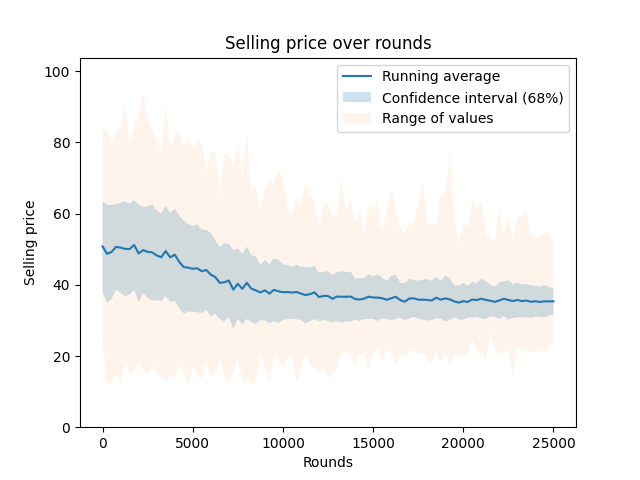 Selling price over rounds
Running average
Confidence interval (68%)
Range of values
100
80
60
40
20
0
Selling price
0 5000 10000 15000 20000 25000
Rounds